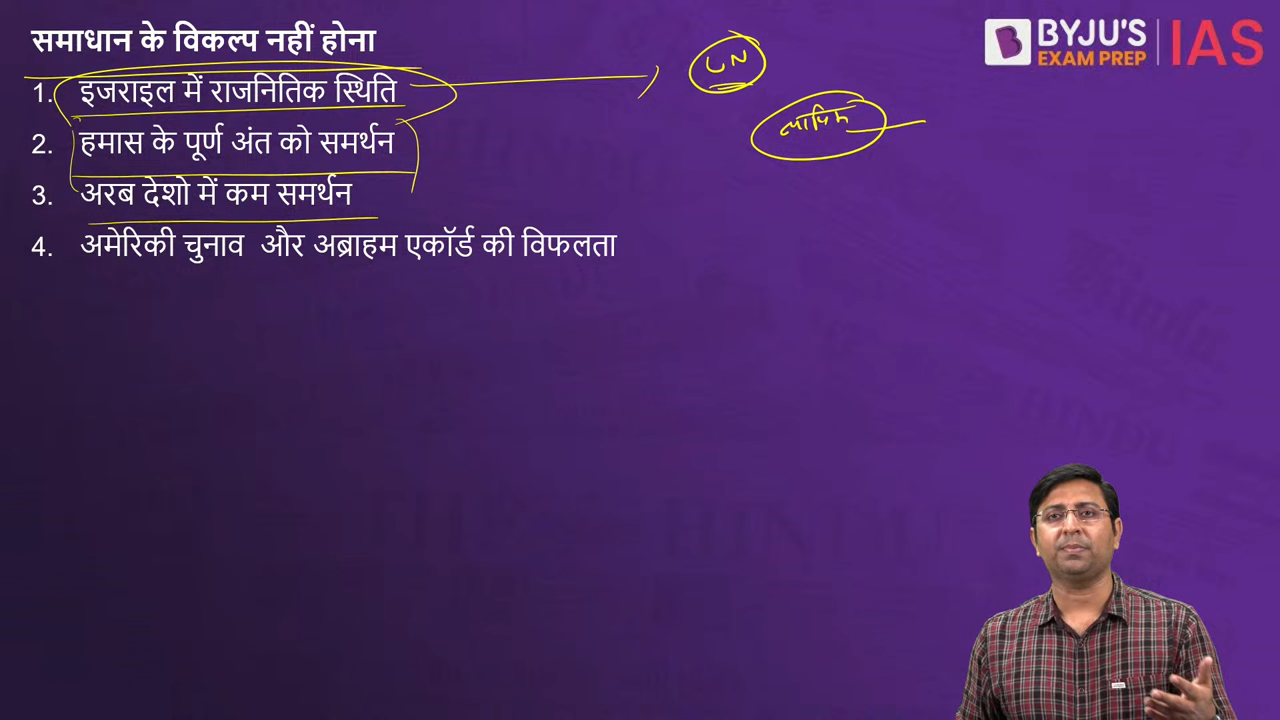 समाधान के विकल्प नहीं होना
BYJU'S
EXAM PREP
IAS
1. इजराइल में राजनितिक स्थिति
UN
2. हमास के पूर्ण अंत को समर्थन
3. अरब देशो में कम समर्थन
4. अमेरिकी चुनाव और अब्राहम एकॉर्ड की विफलता